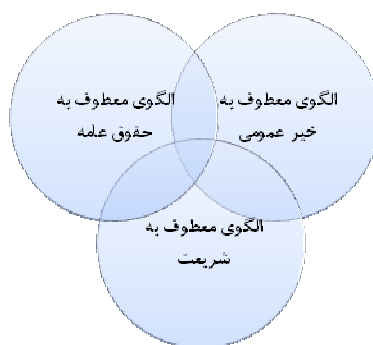 الگوی معطوف به
خیر عمومی
الگوی معطوف به
حقوق عامه
الگوی معطوف به
شریعت